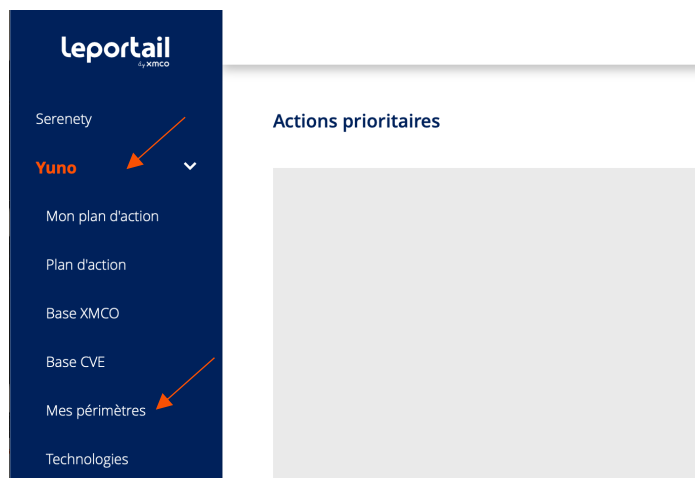 Leportail
by XMCO
Serenety
Yuno
Mon plan d'action
Plan d'action
Base XMCO
Base CVE
Mes périmètres
Technologies
Actions prioritaires